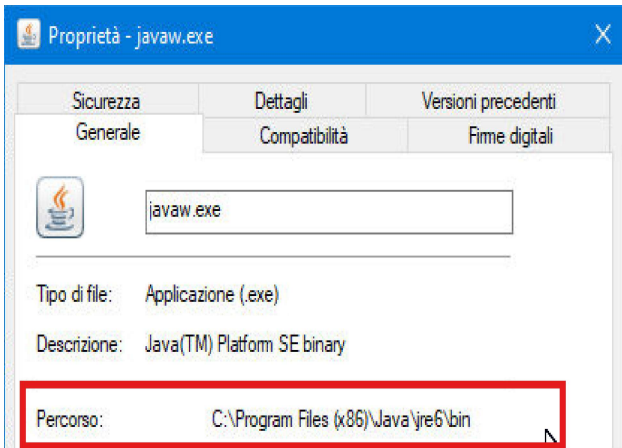 Proprietà - javaw.exe
Sicurezza Dettagli Versioni precedenti
Generale Compatibilità Firme digitali
javaw.exe
Tipo di file: Applicazione (.exe)
Descrizione: Java(TM) Platform SE binary
Percorso: C:\Program Files (x86)\Java\jre6\bin